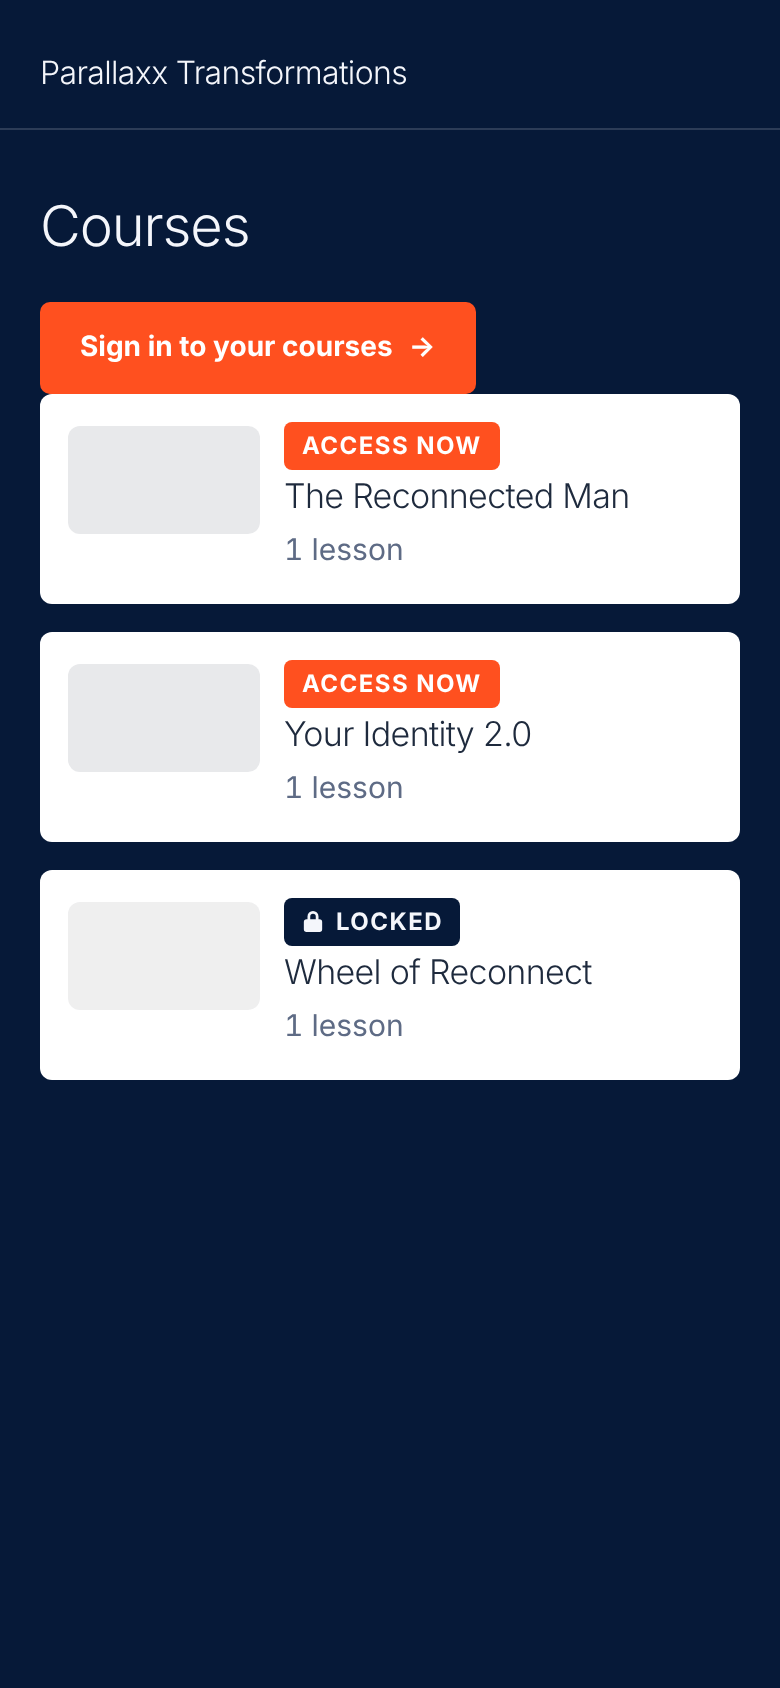 Parallaxx Transformations
Courses
Sign in to your courses →
ACCESS NOW
The Reconnected Man
1 lesson
ACCESS NOW
Your Identity 2.0
1 lesson
LOCKED
Wheel of Reconnect
1 lesson